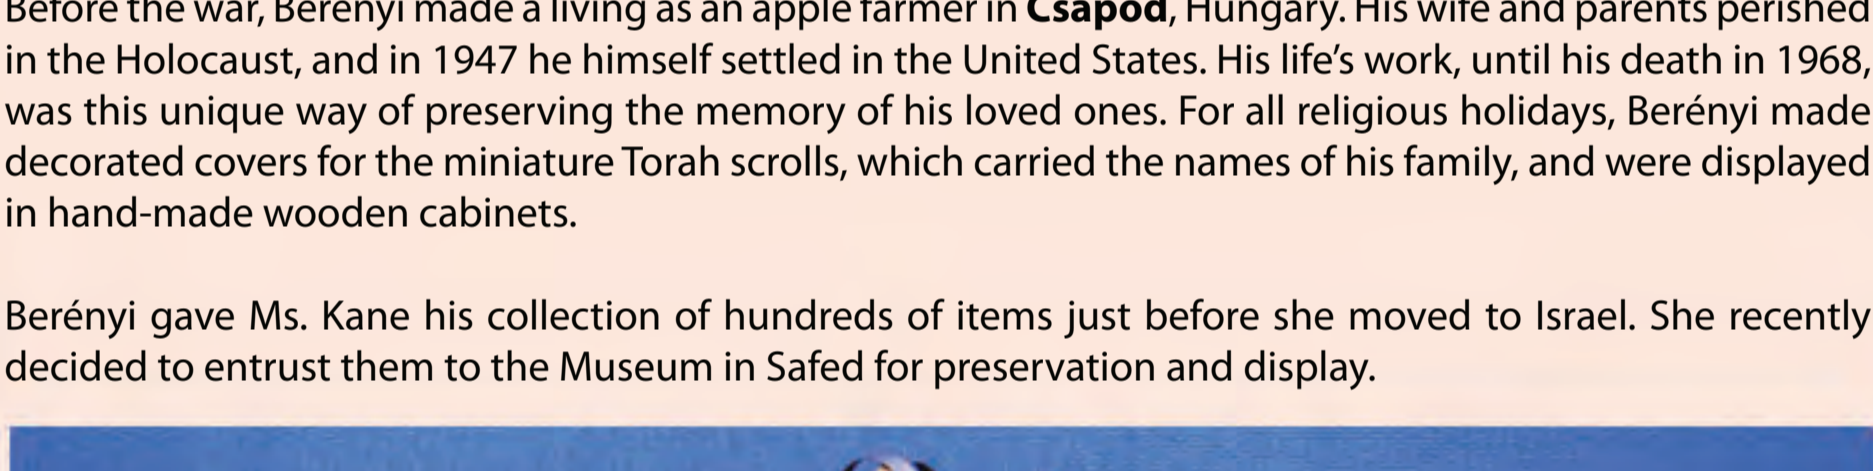 Before the war, Berényi made a living as an apple farmer in Csapod, Hungary. His wife and parents perished
in the Holocaust, and in 1947 he himself settled in the United States. His life’s work, until his death in 1968,
was this unique way of preserving the memory of his loved ones. For all religious holidays, Berényi made
decorated covers for the miniature Torah scrolls, which carried the names of his family, and were displayed
in hand-made wooden cabinets.
Berényi gave Ms. Kane his collection of hundreds of items just before she moved to Israel. She recently
decided to entrust them to the Museum in Safed for preservation and display.